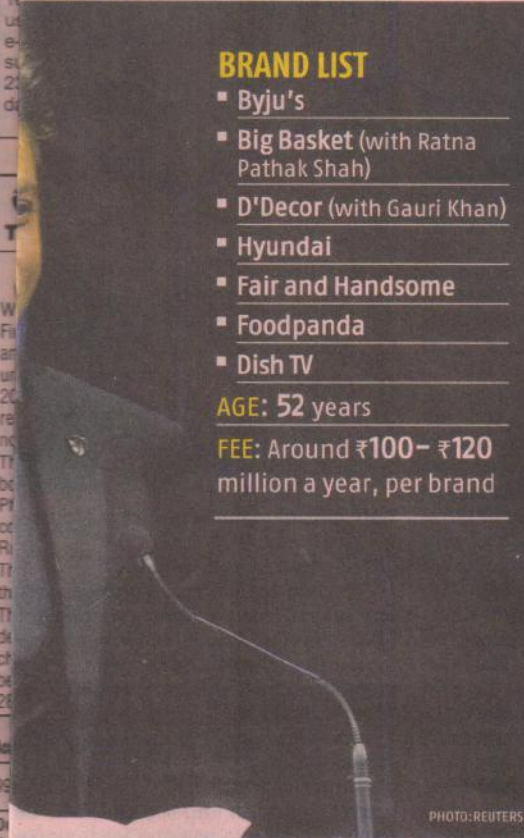 BRAND LIST
Byju's
Big Basket (with Ratna
Pathak Shah)
D'Decor (with Gauri Khan)
Hyundai
Fair and Handsome
Foodpanda
Dish TV
AGE: 52 years
FEE: Around ₹100– ₹120
million a year, per brand
PHOTO:REUTERS